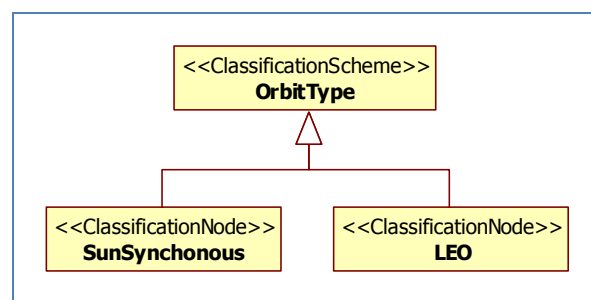 <<ClassificationScheme>>
OrbitType
<<ClassificationNode>>
SunSynchonous
<<ClassificationNode>>
LEO